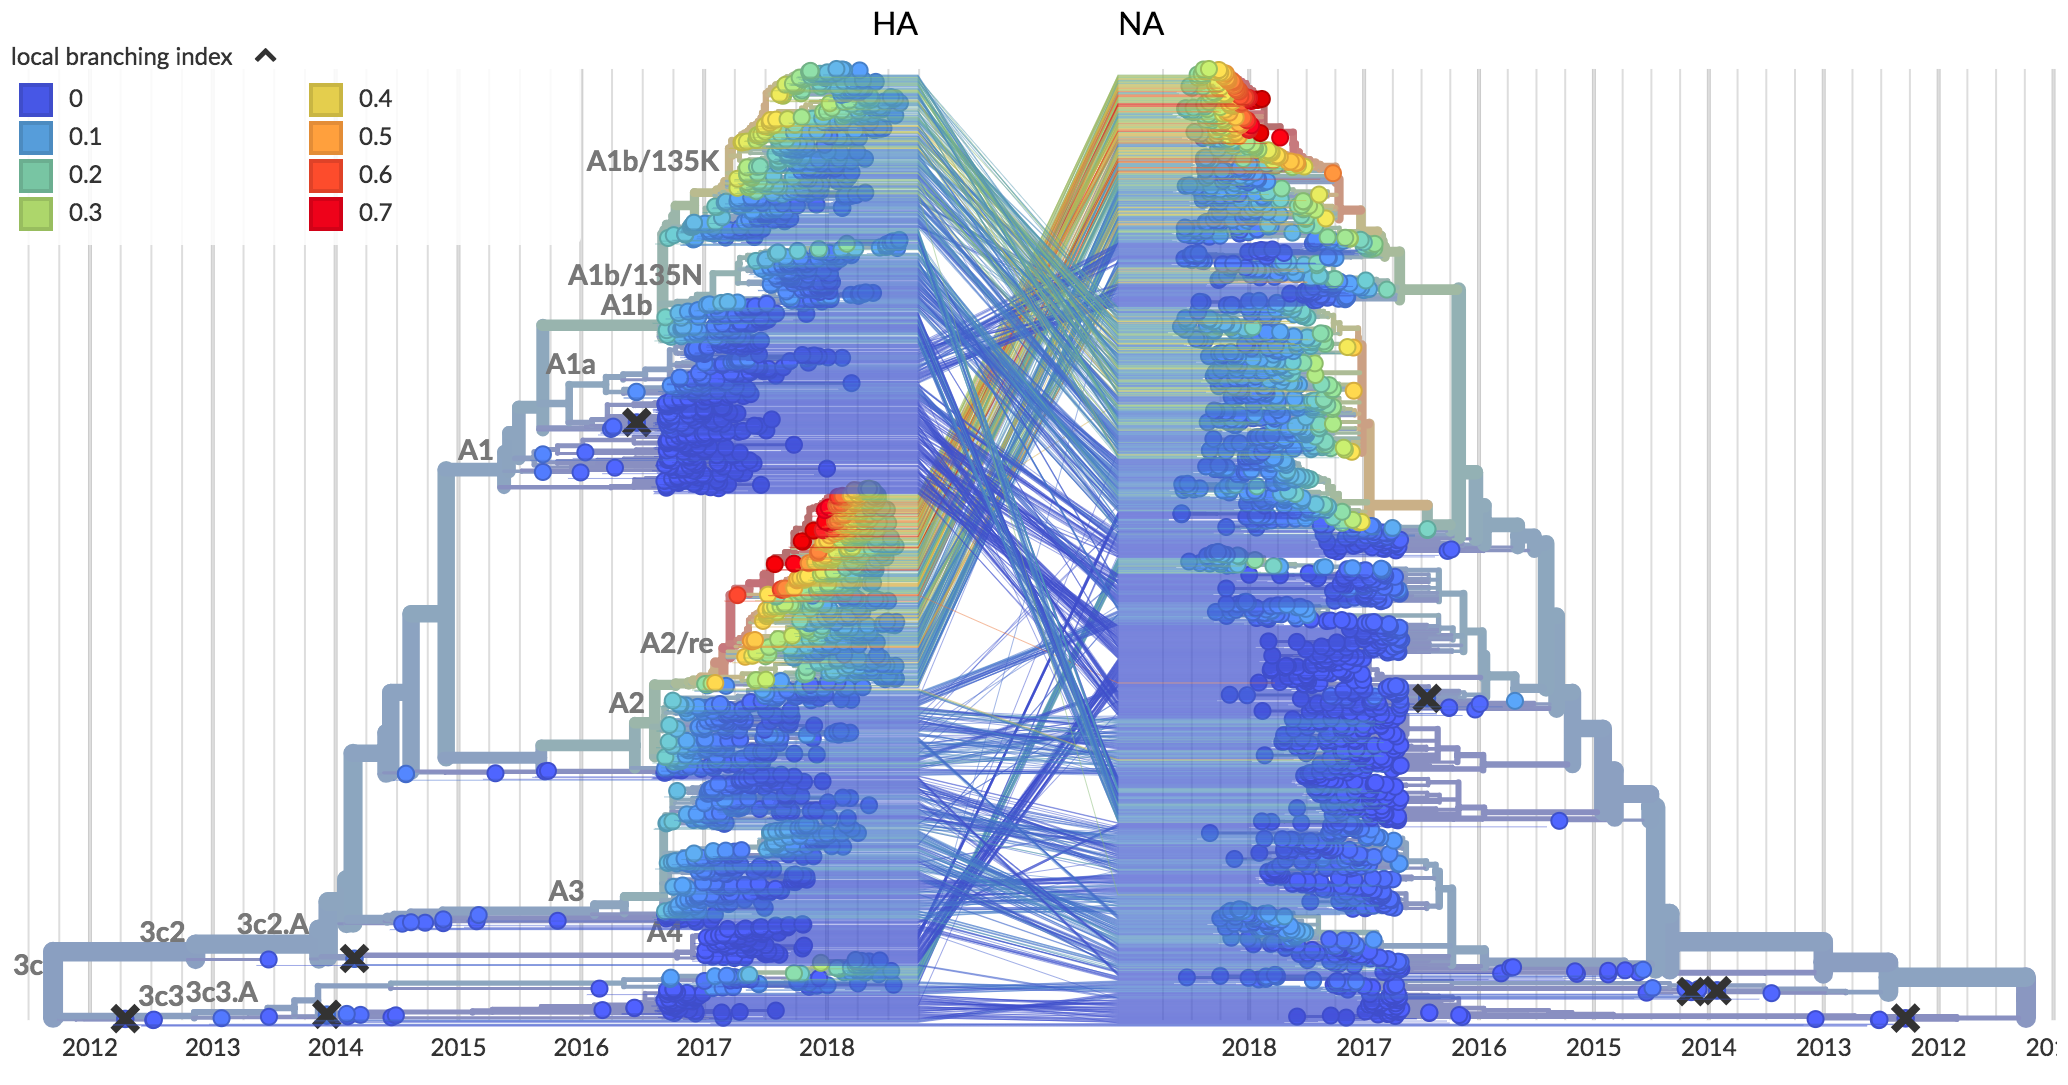 HA NA
local branching index
0 0.4
0.1 0.5
0.2 0.6
0.3 0.7
A1b/135K
A1b/135N
A1b
A1a
A1
A2/re
A2
A3
3c2 3c2.A A4
3c
3c3 3c3.A
2012 2013 2014 2015 2016 2017 2018 2018 2017 2016 2015 2014 2013 2012